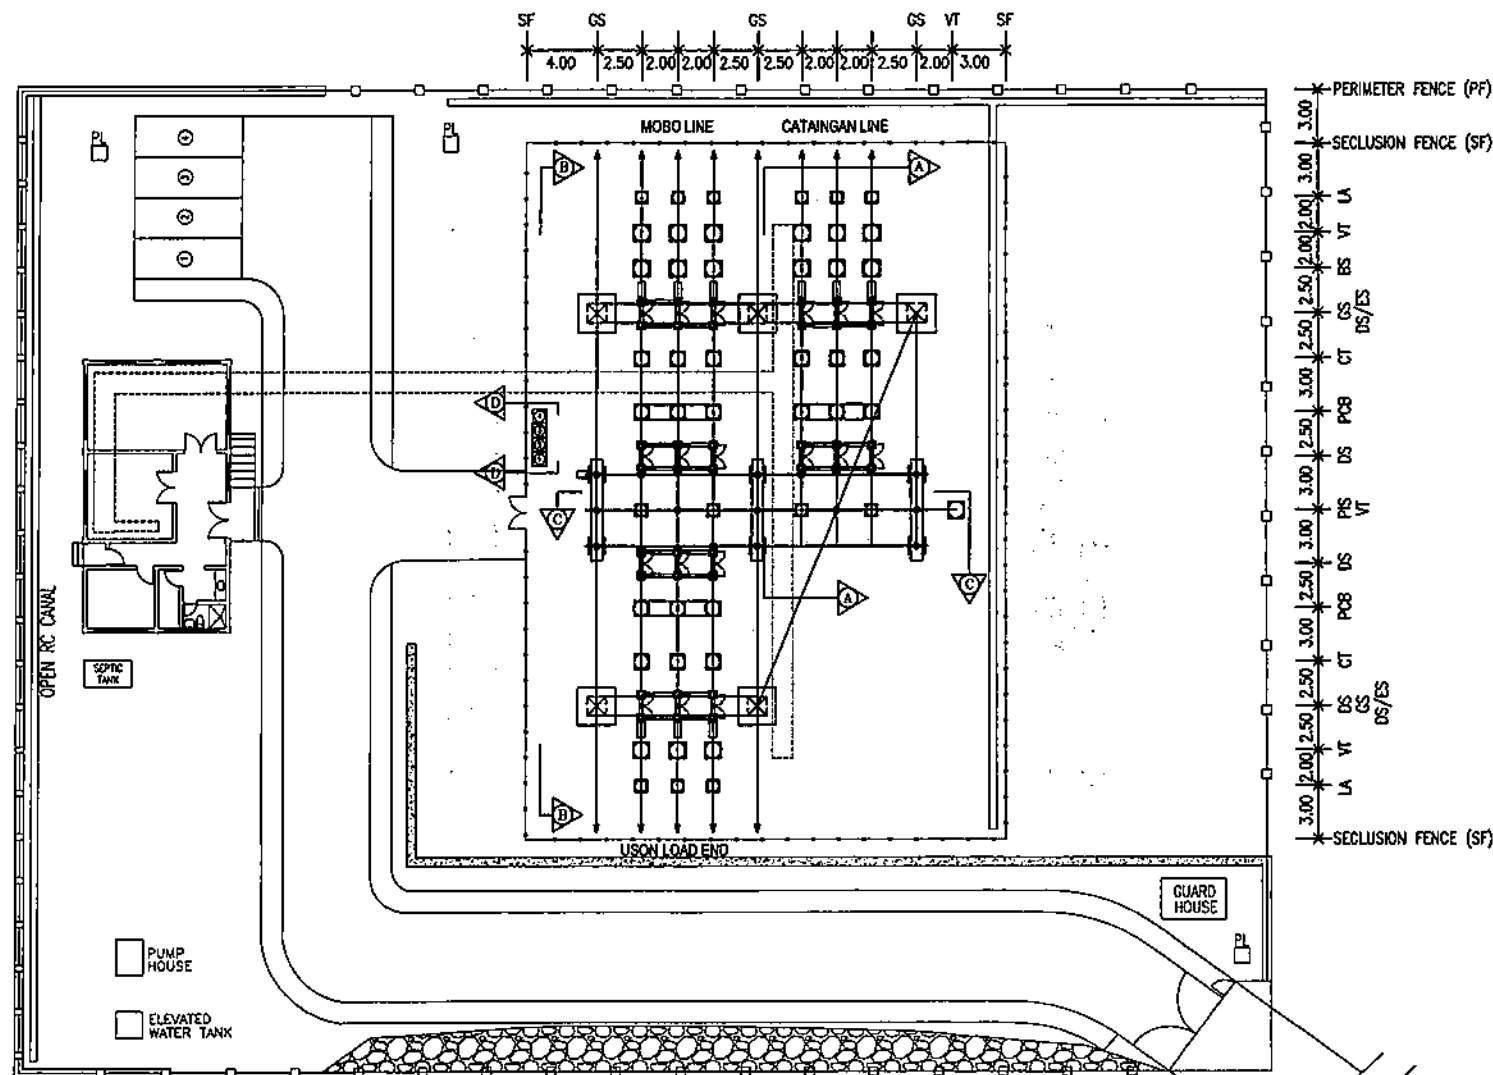 SF GS GS GS VT SF
4.00 2.50 2.00 2.00 2.50 2.50 2.00 2.00 2.50 2.00 3.00
PERIMETER FENCE (PF)
3.00
SECLUSION FENCE (SF)
3.00
LA
2.00
VT
2.00
BS
2.50
GS
DS/ES
2.50
CT
3.00
PCB
2.50
DS
3.00
PIS
VT
3.00
DS
2.50
PCB
3.00
CT
2.50
DS
GS
DS/ES
2.50
VT
2.00
LA
3.00
SECLUSION FENCE (SF)
MOBO LINE CATAINGAN LINE
PL
PL
B
A
4
3
2
1
D
D
C
C
A
OPEN RC CANAL
SEPTIC
TANK
B
USON LOAD END
GUARD
HOUSE
PL
PUMP
HOUSE
ELEVATED
WATER TANK